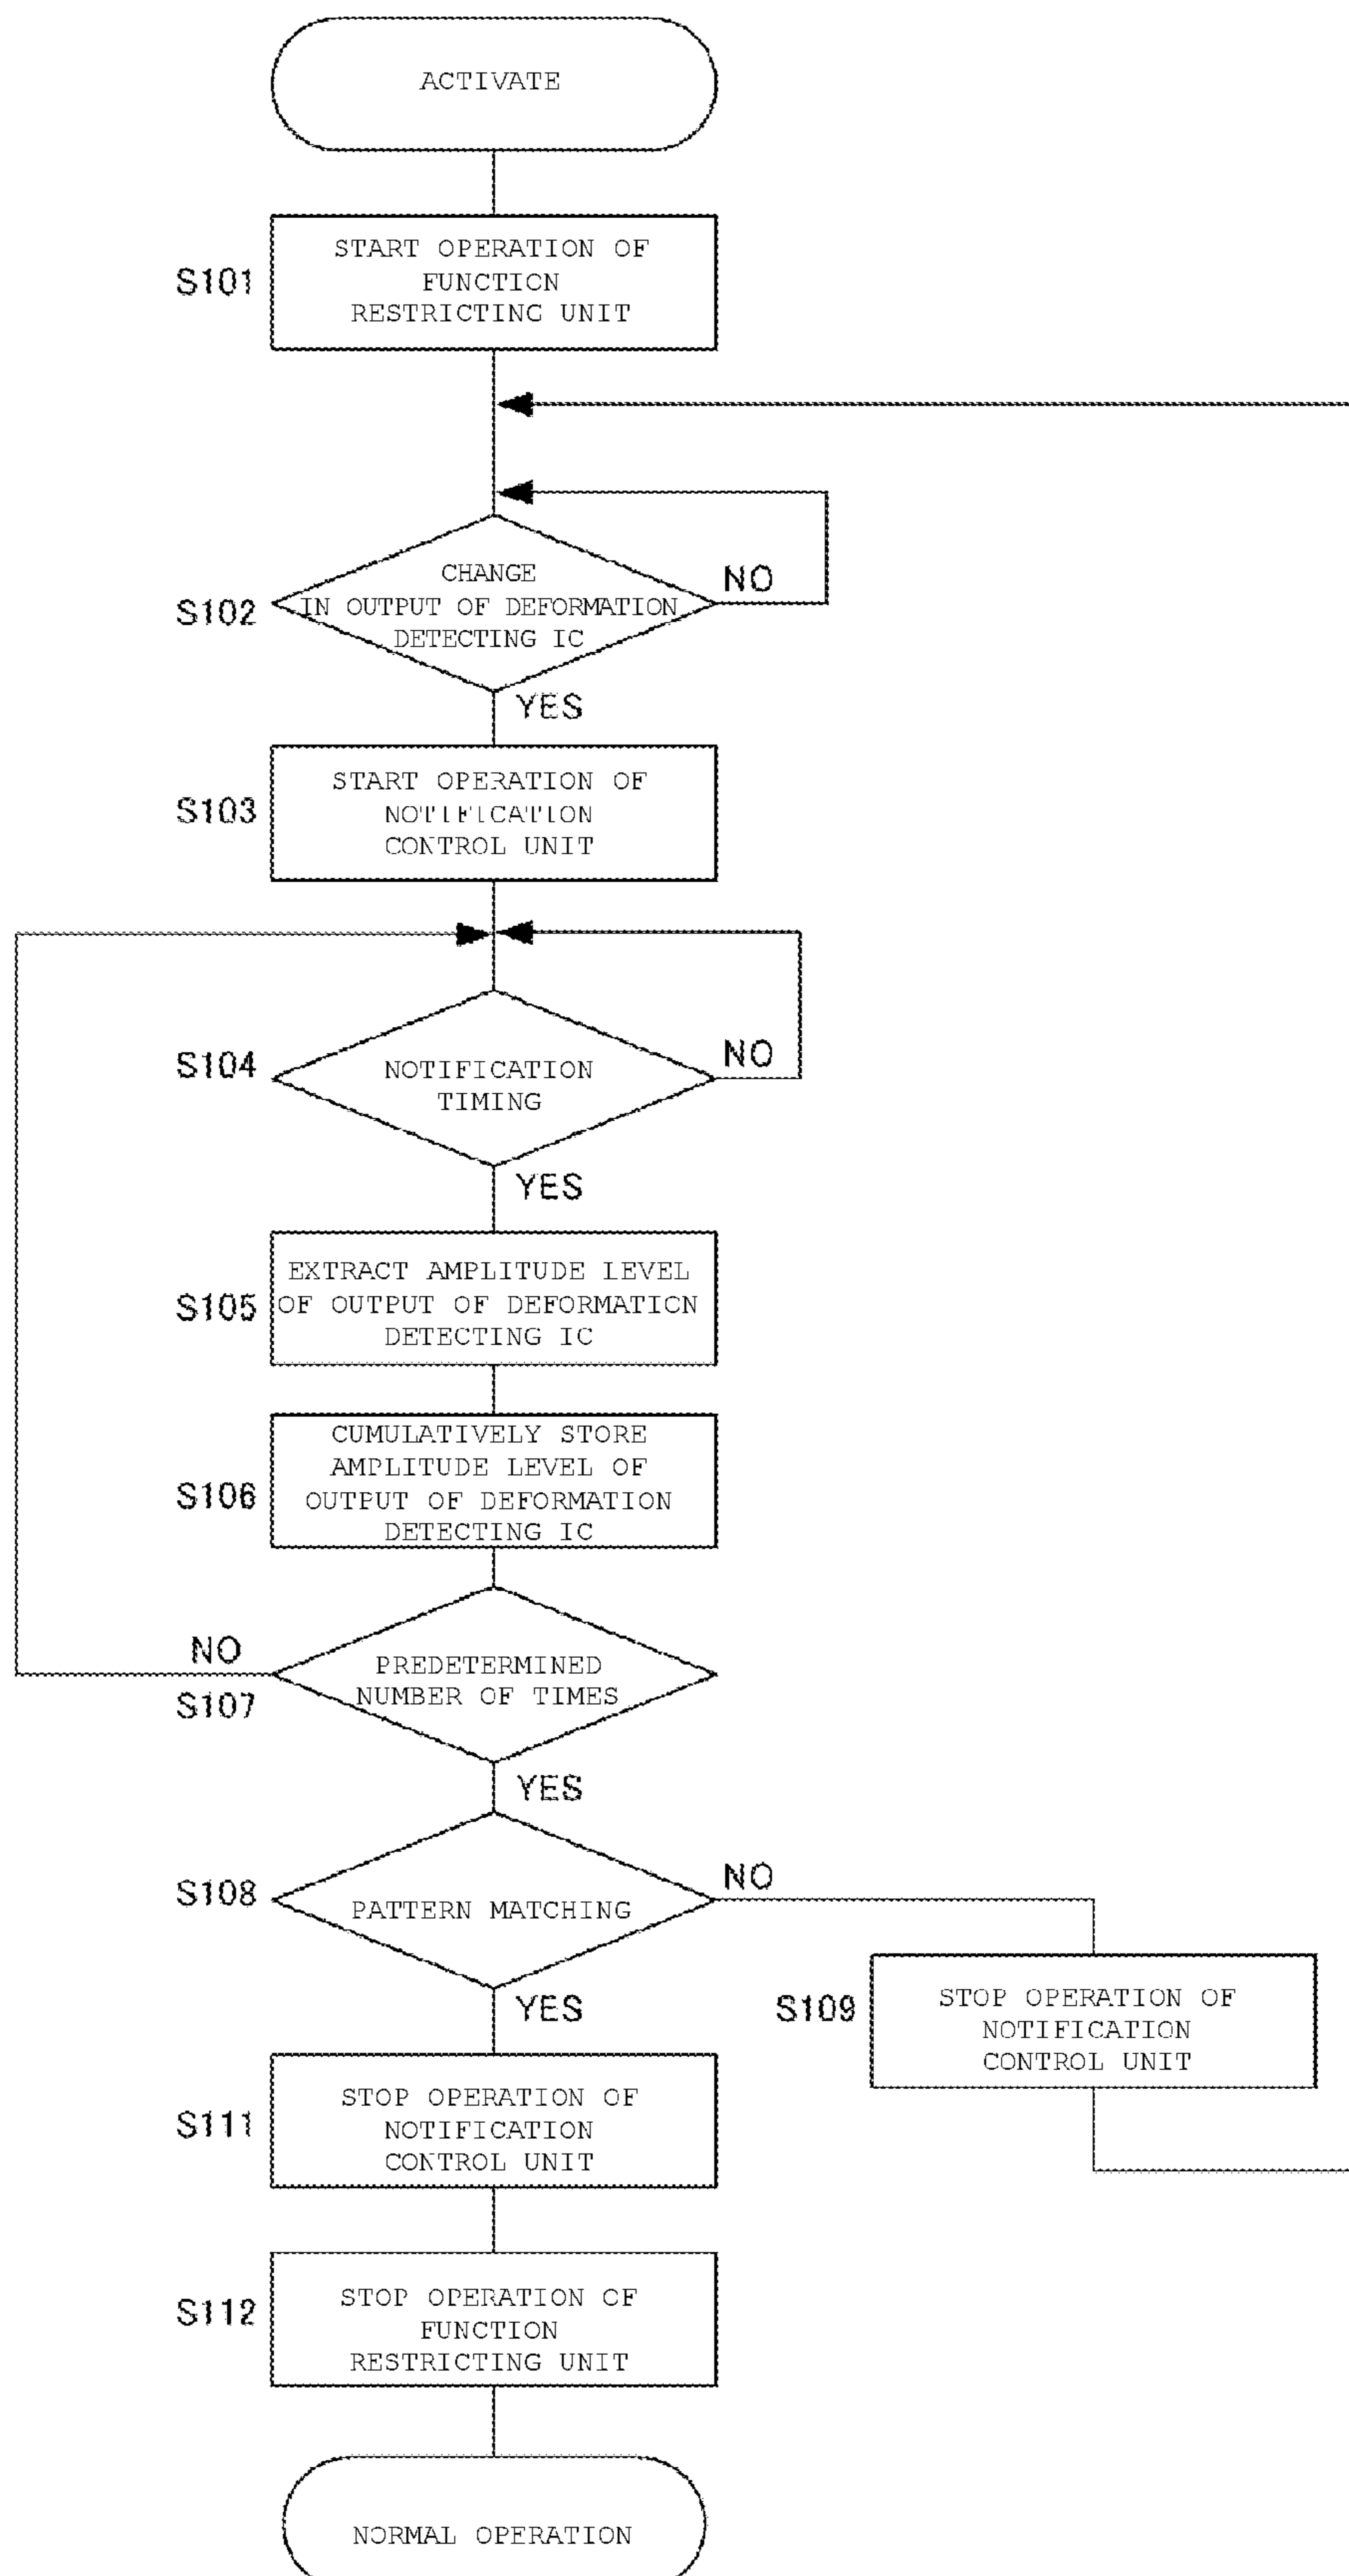 ACTIVATE
S101
START OPERATION OF
FUNCTION
RESTRICTING UNIT
S102
CHANGE
IN OUTPUT OF DEFORMATION
DETECTING IC
NO
YES
S103
START OPERATION OF
NOTIFICATION
CONTROL UNIT
S104
NOTIFICATION
TIMING
NO
YES
S105
EXTRACT AMPLITUDE LEVEL
OF OUTPUT OF DEFORMATION
DETECTING IC
S106
CUMULATIVELY STORE
AMPLITUDE LEVEL OF
OUTPUT OF DEFORMATION
DETECTING IC
NO
S107
PREDETERMINED
NUMBER OF TIMES
YES
S108
PATTERN MATCHING
NO
YES
S109
STOP OPERATION OF
NOTIFICATION
CONTROL UNIT
S111
STOP OPERATION OF
NOTIFICATION
CONTROL UNIT
S112
STOP OPERATION OF
FUNCTION
RESTRICTING UNIT
NORMAL OPERATION